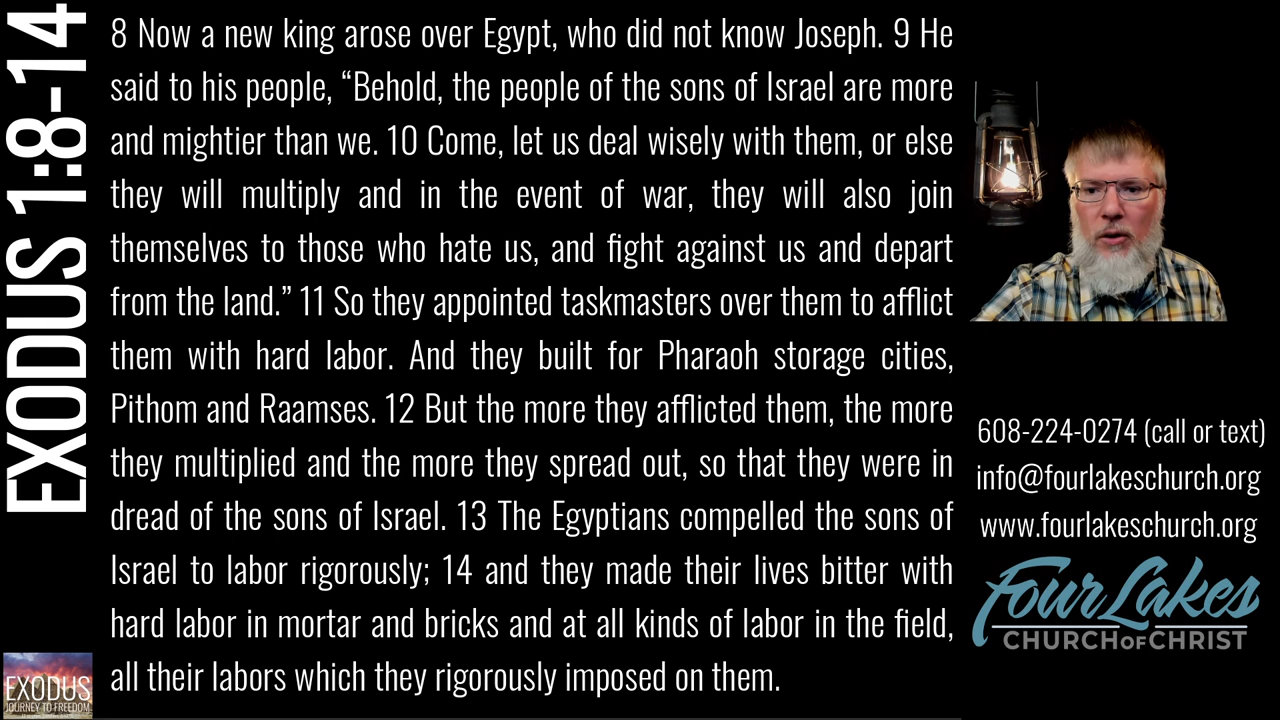 EXODUS 1:8-14
8 Now a new king arose over Egypt, who did not know Joseph. 9 He
said to his people, “Behold, the people of the sons of Israel are more
and mightier than we. 10 Come, let us deal wisely with them, or else
they will multiply and in the event of war, they will also join
themselves to those who hate us, and fight against us and depart
from the land.” 11 So they appointed taskmasters over them to afflict
them with hard labor. And they built for Pharaoh storage cities,
Pithom and Raamses. 12 But the more they afflicted them, the more
they multiplied and the more they spread out, so that they were in
dread of the sons of Israel. 13 The Egyptians compelled the sons of
Israel to labor rigorously; 14 and they made their lives bitter with
hard labor in mortar and bricks and at all kinds of labor in the field,
all their labors which they rigorously imposed on them.
608-224-0274 (call or text)
info@fourlakeschurch.org
www.fourlakeschurch.org
Four Lakes
CHURCH OF CHRIST
EXODUS
JOURNEY TO FREEDOM